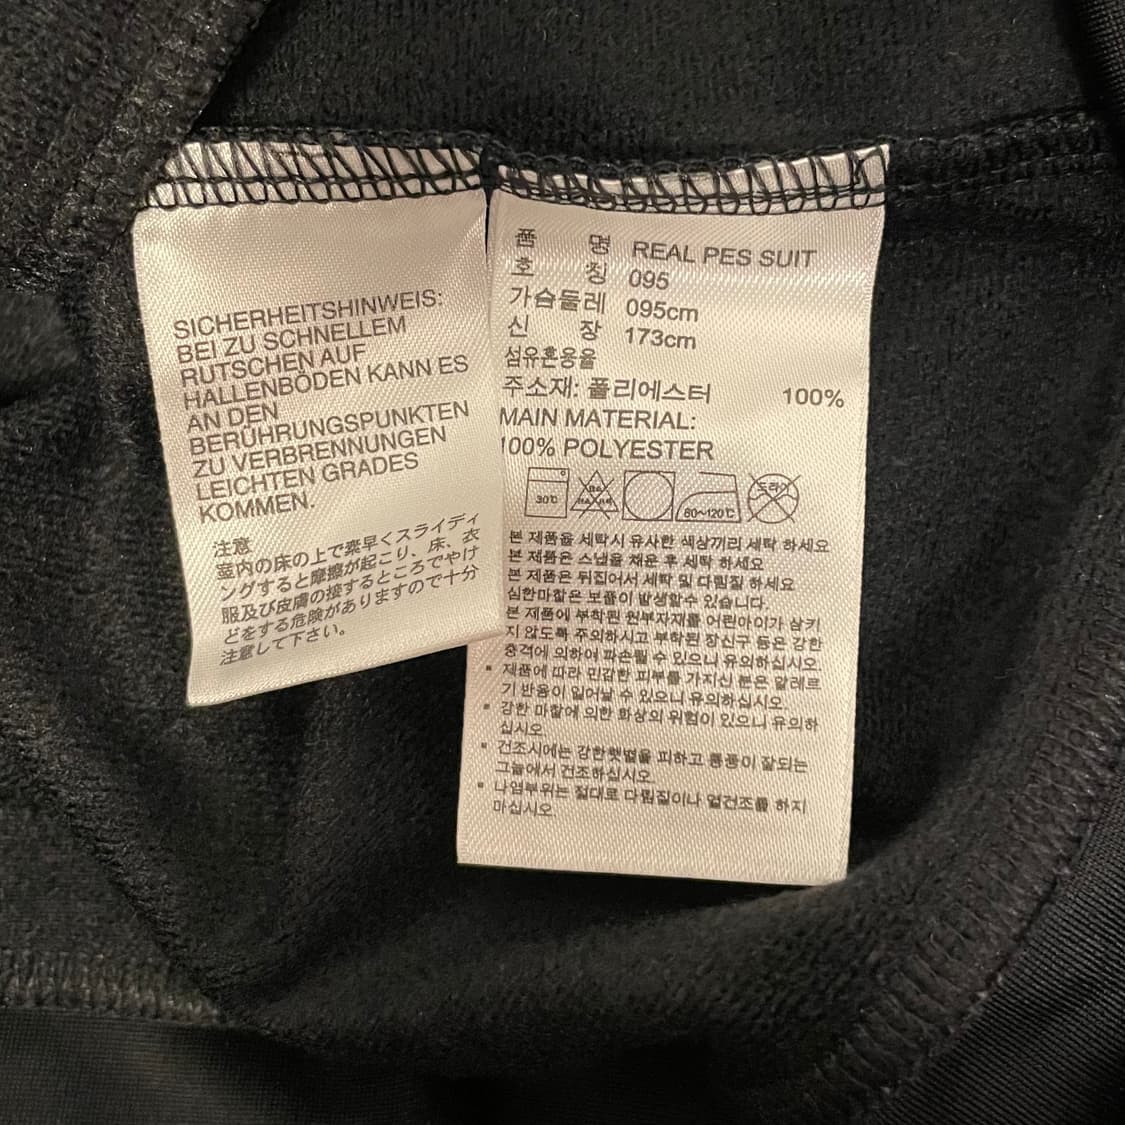 SICHERHEITSHINWEIS:
BEI ZU SCHNELLEM
RUTSCHEN AUF
HALLENBÖDEN KANN ES
AN DEN
BERÜHRUNGSPUNKTEN
ZU VERBRENNUNGEN
LEICHTEN GRADES
KOMMEN.
注意
室内の床の上で素早くスライディ
ングすると摩擦が起こり、床、衣
服及び皮膚の接するところでやけ
どをする危険がありますので十分
注意して下さい。
품 명 REAL PES SUIT
호 칭 095
가슴둘레 095cm
신 장 173cm
섬유혼용율
주소재: 폴리에스터 100%
MAIN MATERIAL:
100% POLYESTER
30℃
80~120℃
드라이
본 제품을 세탁시 유사한 색상끼리 세탁 하세요
본 제품은 스냅을 채운 후 세탁 하세요
본 제품은 뒤집어서 세탁 및 다림질 하세요
심한마찰은 보풀이 발생할수 있습니다.
본 제품에 부착된 원부자재를 어린아이가 삼키
지 않도록 주의하시고 부착된 장신구 등은 강한
충격에 의하여 파손될 수 있으니 유의하십시오.
▪ 제품에 따라 민감한 피부를 가지신 분은 알레르
기 반응이 일어날 수 있으니 유의하십시오.
▪ 강한 마찰에 의한 화상의 위험이 있으니 유의하
십시오.
▪ 건조시에는 강한햇볕을 피하고 통풍이 잘되는
그늘에서 건조하십시오.
▪ 나염부위는 절대로 다림질이나 열건조를 하지
마십시오.